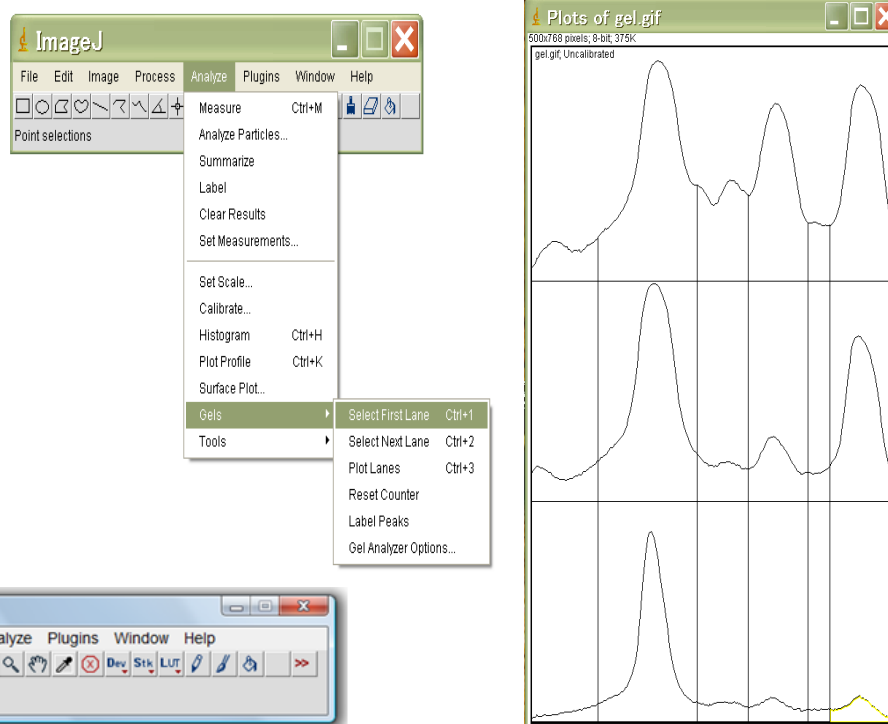 ImageJ
File Edit Image Process Analyze Plugins Window Help
Point selections
Measure Ctrl+M
Analyze Particles...
Summarize
Label
Clear Results
Set Measurements...
Set Scale...
Calibrate...
Histogram Ctrl+H
Plot Profile Ctrl+K
Surface Plot...
Gels
Tools
Select First Lane Ctrl+1
Select Next Lane Ctrl+2
Plot Lanes Ctrl+3
Reset Counter
Label Peaks
Gel Analyzer Options...
alyze Plugins Window Help
Dev Stk LUT >>
Plots of gel.gif
500x768 pixels; 8-bit; 375K
gel.gif; Uncalibrated